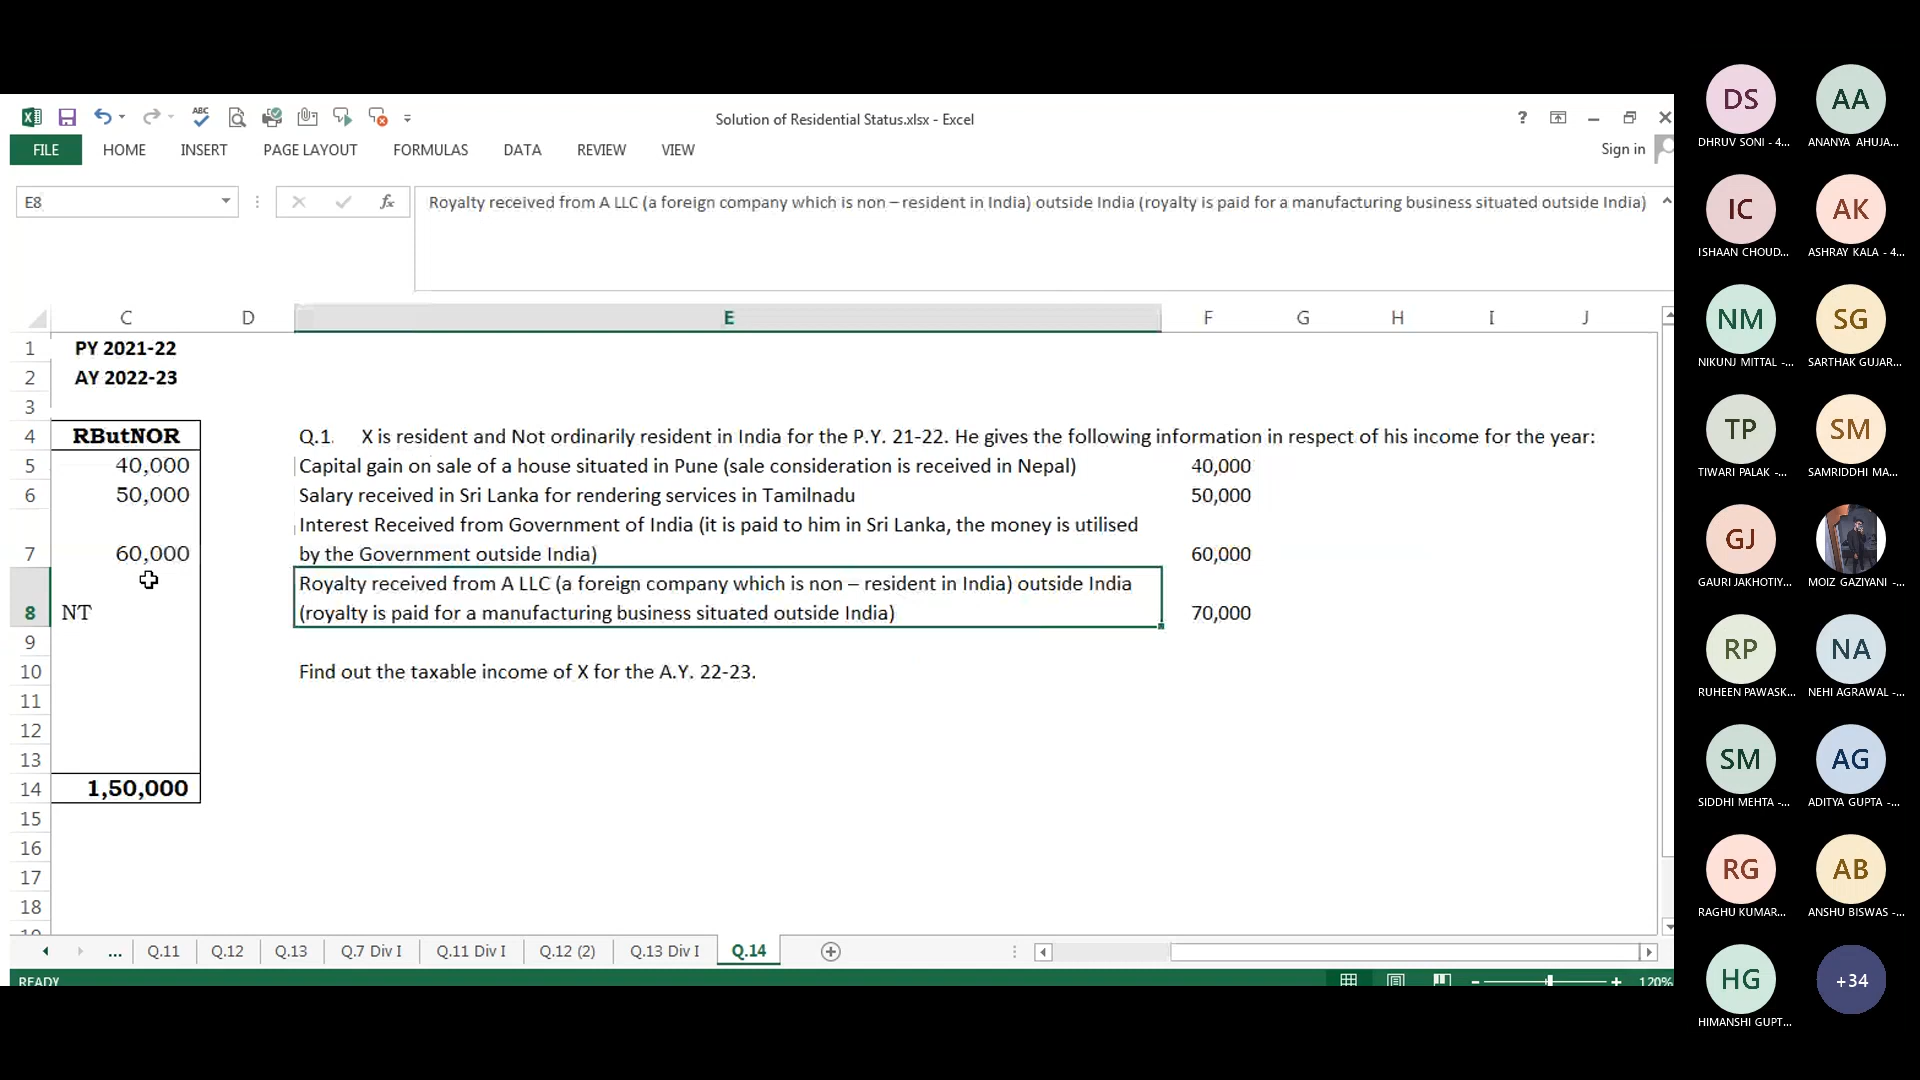 Solution of Residential Status.xlsx - Excel
ABC
?
FILE HOME INSERT PAGE LAYOUT FORMULAS DATA REVIEW VIEW
Sign in
E8
fx
Royalty received from A LLC (a foreign company which is non – resident in India) outside India (royalty is paid for a manufacturing business situated outside India)
C D E F G H I J
1 PY 2021-22
2 AY 2022-23
3
4 RButNOR Q.1. X is resident and Not ordinarily resident in India for the P.Y. 21-22. He gives the following information in respect of his income for the year:
5 40,000 Capital gain on sale of a house situated in Pune (sale consideration is received in Nepal) 40,000
6 50,000 Salary received in Sri Lanka for rendering services in Tamilnadu 50,000
Interest Received from Government of India (it is paid to him in Sri Lanka, the money is utilised
7 60,000 by the Government outside India) 60,000
Royalty received from A LLC (a foreign company which is non – resident in India) outside India
8 NT (royalty is paid for a manufacturing business situated outside India) 70,000
9
10 Find out the taxable income of X for the A.Y. 22-23.
11
12
13
14 1,50,000
15
16
17
18
... Q.11 Q.12 Q.13 Q.7 Div I Q.11 Div I Q.12 (2) Q.13 Div I Q.14
READY
120%
DS AA
DHRUV SONI - 4... ANANYA AHUJA...
IC AK
ISHAAN CHOUD... ASHRAY KALA - 4...
NM SG
NIKUNJ MITTAL -... SARTHAK GUJAR...
TP SM
TIWARI PALAK -... SAMRIDDHI MA...
GJ
GAURI JAKHOTIY... MOIZ GAZIYANI -...
RP NA
RUHEEN PAWASK... NEHI AGRAWAL -...
SM AG
SIDDHI MEHTA -... ADITYA GUPTA -...
RG AB
RAGHU KUMAR... ANSHU BISWAS -...
HG +34
HIMANSHI GUPT...